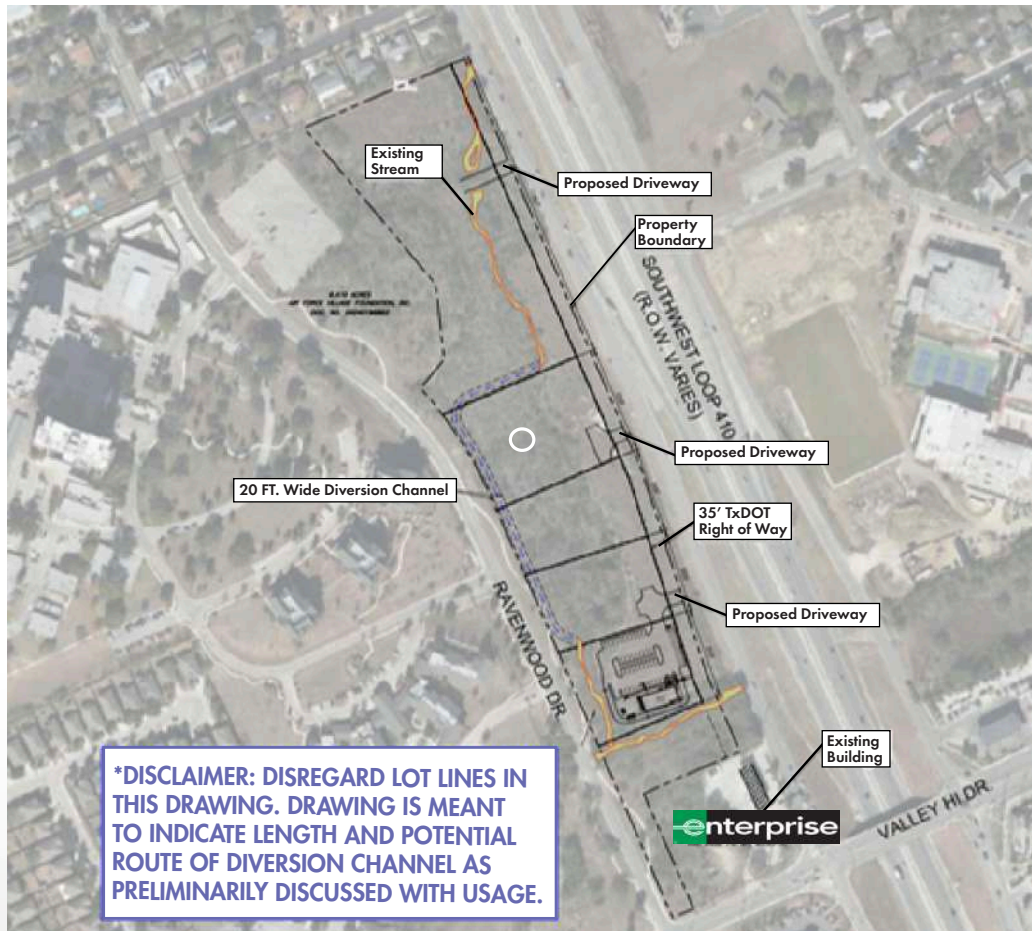 Existing
Stream
Proposed Driveway
Property
Boundary
SOUTHWEST LOOP 410
(R.O.W. VARIES)
Proposed Driveway
20 FT. Wide Diversion Channel
35' TxDOT
Right of Way
Proposed Driveway
RAVENWOOD DR.
Existing
Building
enterprise
VALLEY HI DR.
*DISCLAIMER: DISREGARD LOT LINES IN
THIS DRAWING. DRAWING IS MEANT
TO INDICATE LENGTH AND POTENTIAL
ROUTE OF DIVERSION CHANNEL AS
PRELIMINARILY DISCUSSED WITH USAGE.